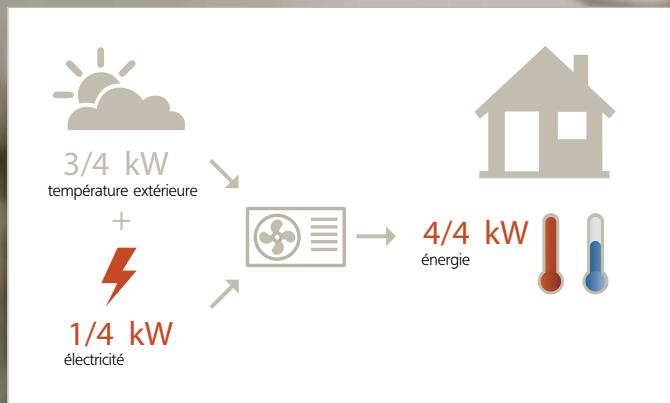 3/4 kW
température extérieure
+
1/4 kW
électricité
4/4 kW
énergie